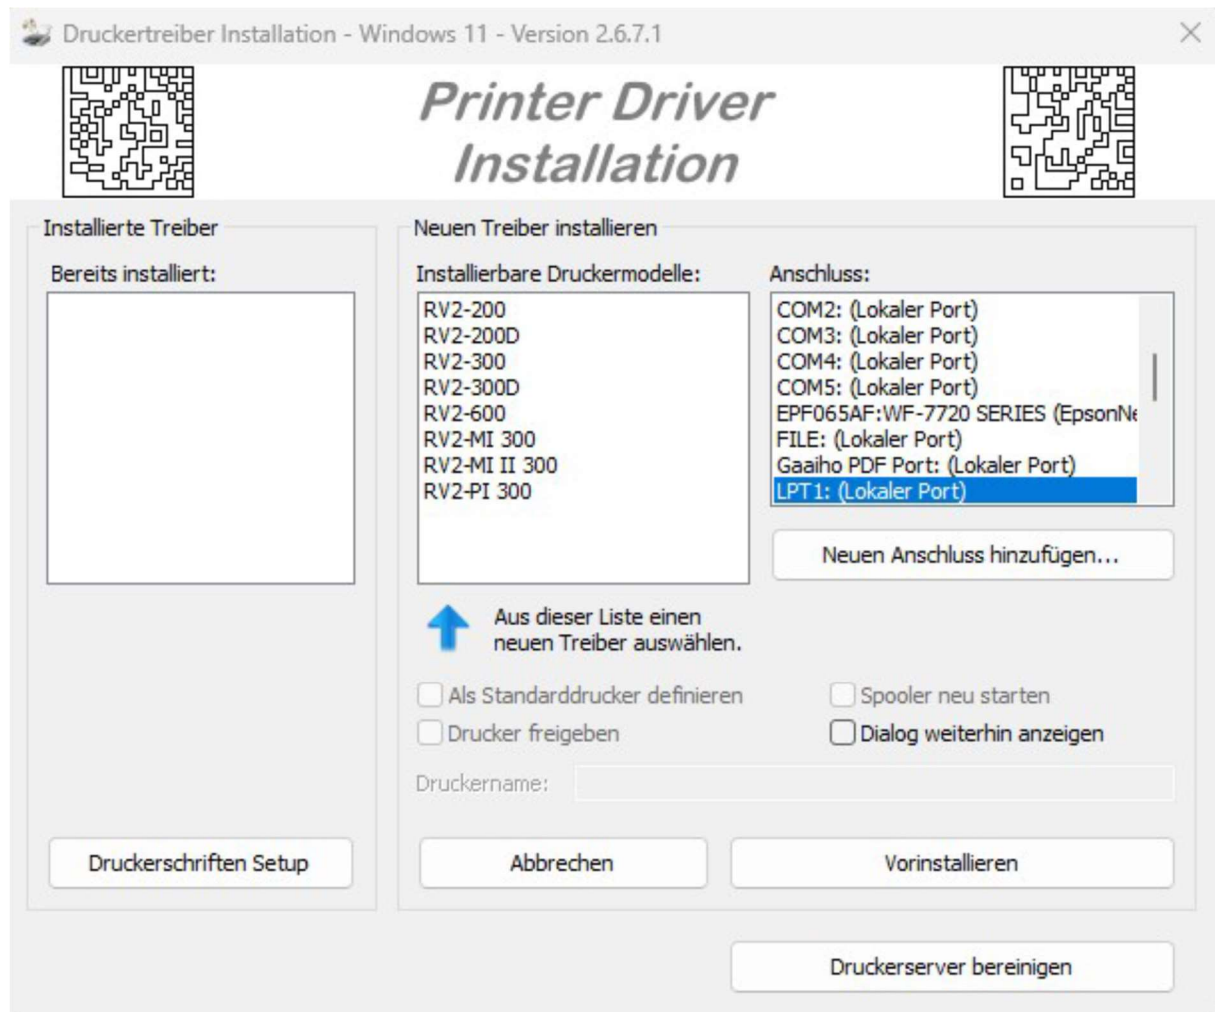 Druckertreiber Installation - Windows 11 - Version 2.6.7.1
Printer Driver
Installation
Installierte Treiber
Bereits installiert:
Druckerschriften Setup
Neuen Treiber installieren
Installierbare Druckermodelle:
RV2-200
RV2-200D
RV2-300
RV2-300D
RV2-600
RV2-MI 300
RV2-MI II 300
RV2-PI 300
Anschluss:
COM2: (Lokaler Port)
COM3: (Lokaler Port)
COM4: (Lokaler Port)
COM5: (Lokaler Port)
EPF065AF:WF-7720 SERIES (EpsonNe
FILE: (Lokaler Port)
Gaaiho PDF Port: (Lokaler Port)
LPT1: (Lokaler Port)
Neuen Anschluss hinzufügen...
Aus dieser Liste einen
neuen Treiber auswählen.
Als Standarddrucker definieren
Spooler neu starten
Drucker freigeben
Dialog weiterhin anzeigen
Druckername:
Abbrechen
Vorinstallieren
Druckerserver bereinigen